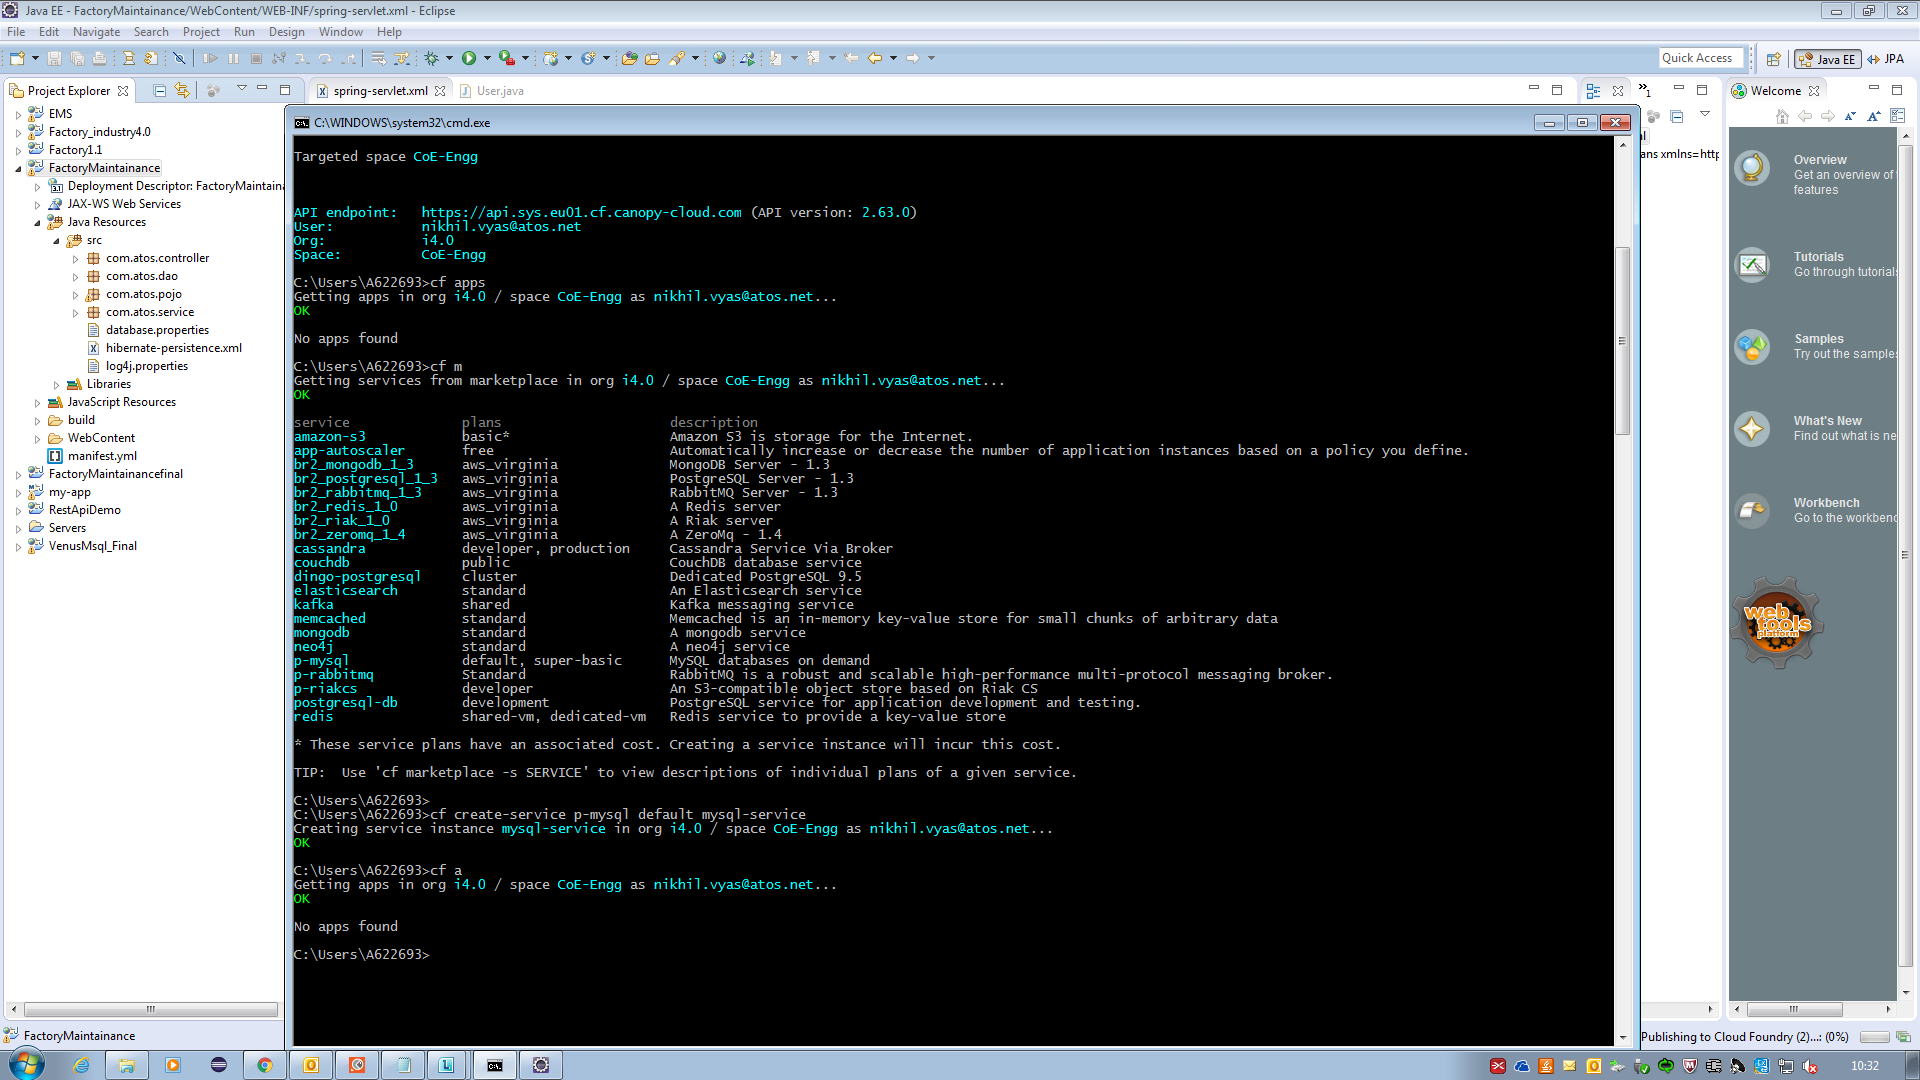 Java EE - FactoryMaintainance/WebContent/WEB-INF/spring-servlet.xml - Eclipse
File Edit Navigate Search Project Run Design Window Help
Quick Access
Java EE
JPA
Project Explorer
spring-servlet.xml
User.java
»1
Welcome
EMS
Factory_industry4.0
Factory1.1
FactoryMaintainance
Deployment Descriptor: FactoryMaintain
JAX-WS Web Services
Java Resources
src
com.atos.controller
com.atos.dao
com.atos.pojo
com.atos.service
database.properties
hibernate-persistence.xml
log4j.properties
Libraries
JavaScript Resources
build
WebContent
manifest.yml
FactoryMaintainancefinal
my-app
RestApiDemo
Servers
VenusMsql_Final
C:\WINDOWS\system32\cmd.exe
Targeted space CoE-Engg
API endpoint: https://api.sys.eu01.cf.canopy-cloud.com (API version: 2.63.0)
User: nikhil.vyas@atos.net
Org: i4.0
Space: CoE-Engg
C:\Users\A622693>cf apps
Getting apps in org i4.0 / space CoE-Engg as nikhil.vyas@atos.net...
OK
No apps found
C:\Users\A622693>cf m
Getting services from marketplace in org i4.0 / space CoE-Engg as nikhil.vyas@atos.net...
OK
service plans description
amazon-s3 basic* Amazon S3 is storage for the Internet.
app-autoscaler free Automatically increase or decrease the number of application instances based on a policy you define.
br2_mongodb_1_3 aws_virginia MongoDB Server - 1.3
br2_postgresql_1_3 aws_virginia PostgreSQL Server - 1.3
br2_rabbitmq_1_3 aws_virginia RabbitMQ Server - 1.3
br2_redis_1_0 aws_virginia A Redis server
br2_riak_1_0 aws_virginia A Riak server
br2_zeromq_1_4 aws_virginia A ZeroMq - 1.4
cassandra developer, production Cassandra Service Via Broker
couchdb public CouchDB database service
dingo-postgresql cluster Dedicated PostgreSQL 9.5
elasticsearch standard An Elasticsearch service
kafka shared Kafka messaging service
memcached standard Memcached is an in-memory key-value store for small chunks of arbitrary data
mongodb standard A mongodb service
neo4j standard A neo4j service
p-mysql default, super-basic MySQL databases on demand
p-rabbitmq Standard RabbitMQ is a robust and scalable high-performance multi-protocol messaging broker.
p-riakcs developer An S3-compatible object store based on Riak CS
postgresql-db development PostgreSQL service for application development and testing.
redis shared-vm, dedicated-vm Redis service to provide a key-value store
* These service plans have an associated cost. Creating a service instance will incur this cost.
TIP: Use 'cf marketplace -s SERVICE' to view descriptions of individual plans of a given service.
C:\Users\A622693>
C:\Users\A622693>cf create-service p-mysql default mysql-service
Creating service instance mysql-service in org i4.0 / space CoE-Engg as nikhil.vyas@atos.net...
OK
C:\Users\A622693>cf a
Getting apps in org i4.0 / space CoE-Engg as nikhil.vyas@atos.net...
OK
No apps found
C:\Users\A622693>
ans xmlns=http
Overview
Get an overview of
features
Tutorials
Go through tutorials
Samples
Try out the samples
What's New
Find out what is ne
Workbench
Go to the workbenc
web
tools
platform
FactoryMaintainance
Publishing to Cloud Foundry (2)...: (0%)
10:32